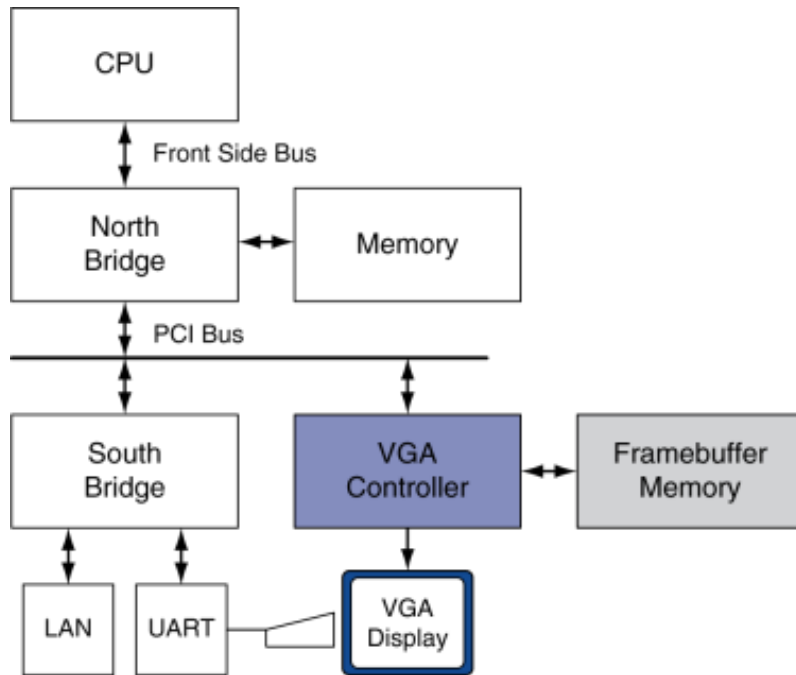 CPU
Front Side Bus
North
Bridge
Memory
PCI Bus
South
Bridge
VGA
Controller
Framebuffer
Memory
LAN
UART
VGA
Display